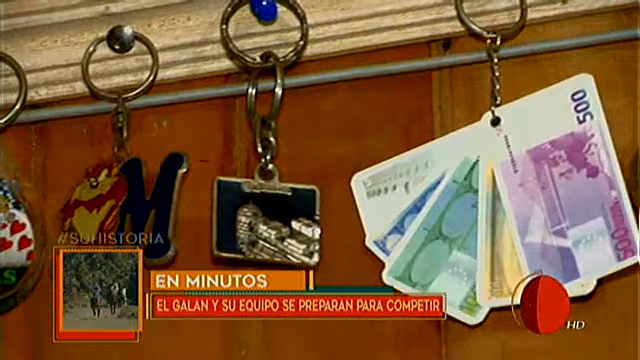 500
500
M
#SUHISTORIA
EN MINUTOS
EL GALAN Y SU EQUIPO SE PREPARAN PARA COMPETIR
HD